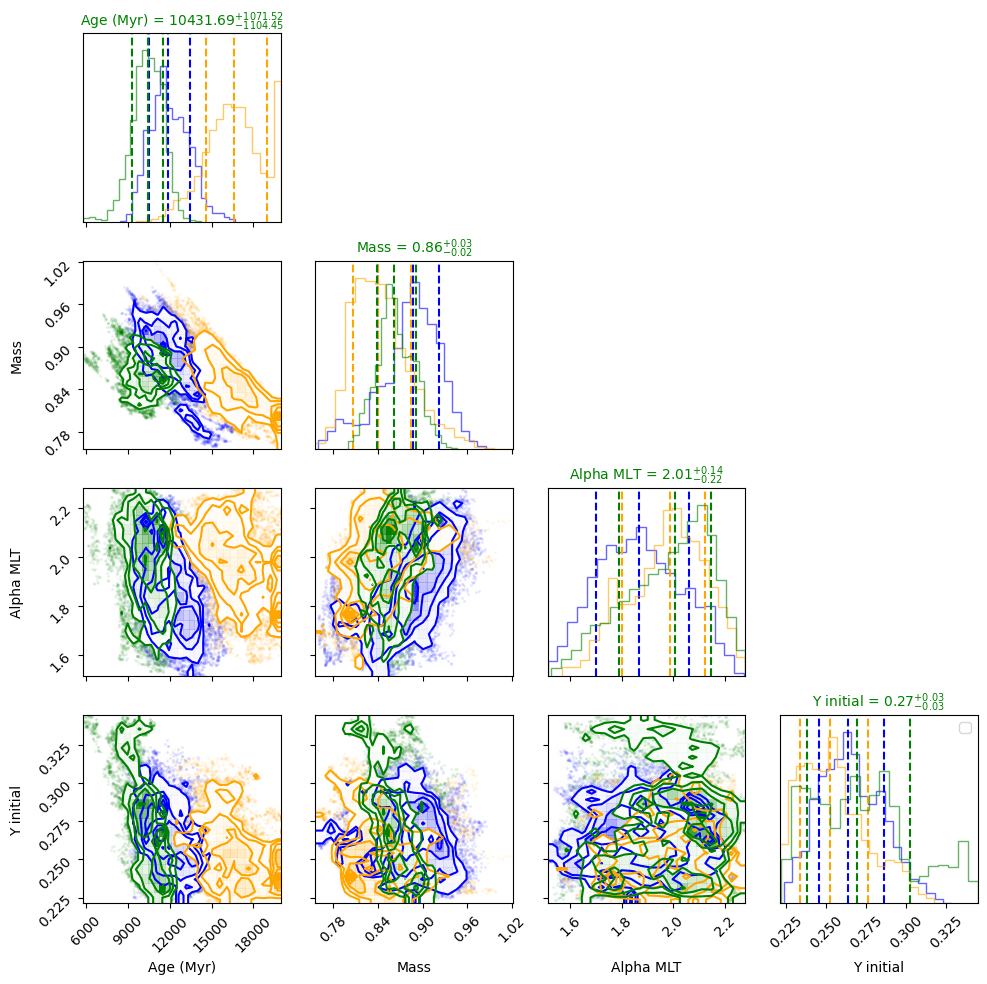 Age (Myr) = 10431.69+1071.52−1104.45
Mass = 0.86+0.03−0.02
1.02
0.96
0.90
0.84
0.78
Mass
Alpha MLT = 2.01+0.14−0.22
2.2
2.0
1.8
1.6
Alpha MLT
Y initial = 0.27+0.03−0.03
0.325
0.300
0.275
0.250
0.225
Y initial
6000 9000 12000 15000 18000
0.78 0.84 0.90 0.96 1.02
1.6 1.8 2.0 2.2
0.225 0.250 0.275 0.300 0.325
Age (Myr) Mass Alpha MLT Y initial